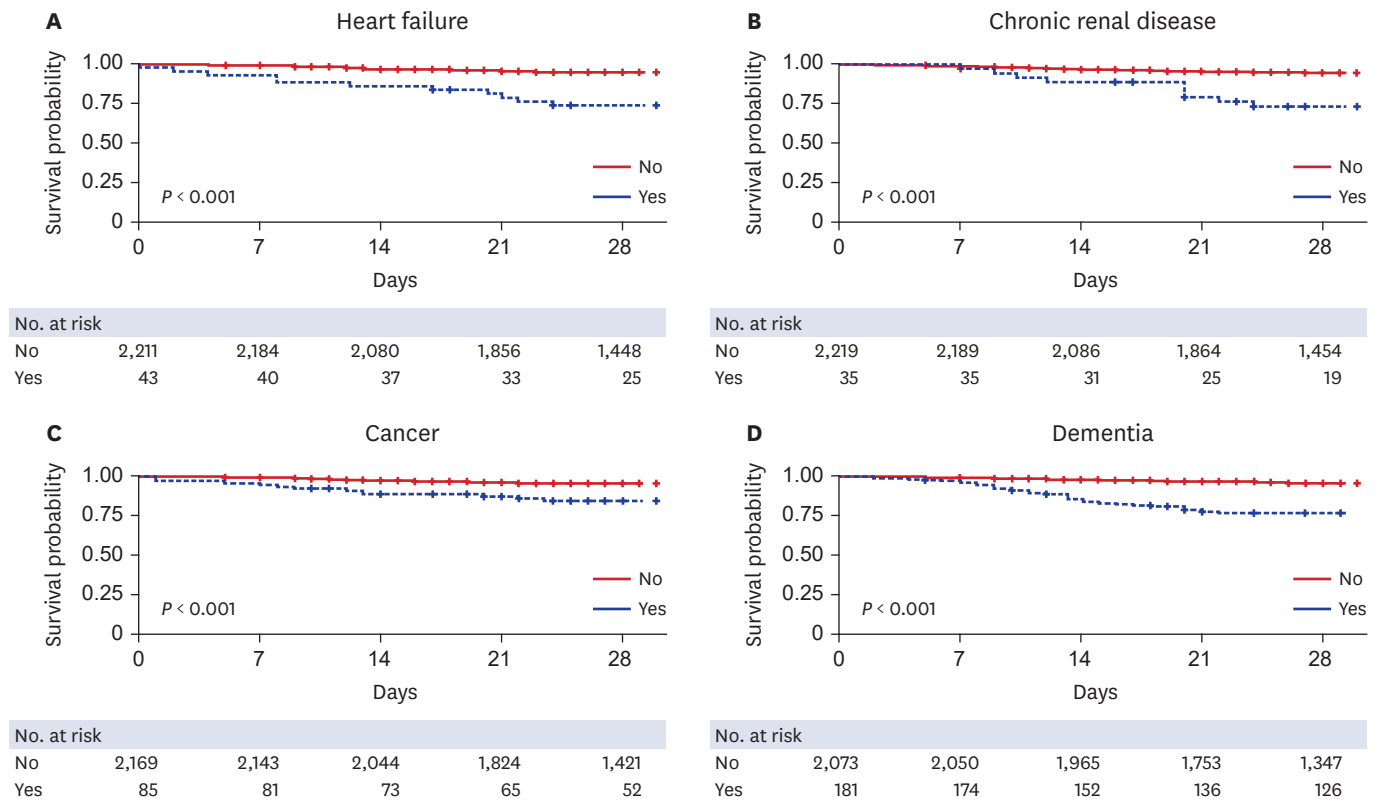 A Heart failure
Survival probability
1.00
0.75
0.50
0.25
0
No
Yes
P < 0.001
0 7 14 21 28
Days
No. at risk
No 2,211 2,184 2,080 1,856 1,448
Yes 43 40 37 33 25
B Chronic renal disease
Survival probability
1.00
0.75
0.50
0.25
0
No
Yes
P < 0.001
0 7 14 21 28
Days
No. at risk
No 2,219 2,189 2,086 1,864 1,454
Yes 35 35 31 25 19
C Cancer
Survival probability
1.00
0.75
0.50
0.25
0
No
Yes
P < 0.001
0 7 14 21 28
Days
No. at risk
No 2,169 2,143 2,044 1,824 1,421
Yes 85 81 73 65 52
D Dementia
Survival probability
1.00
0.75
0.50
0.25
0
No
Yes
P < 0.001
0 7 14 21 28
Days
No. at risk
No 2,073 2,050 1,965 1,753 1,347
Yes 181 174 152 136 126